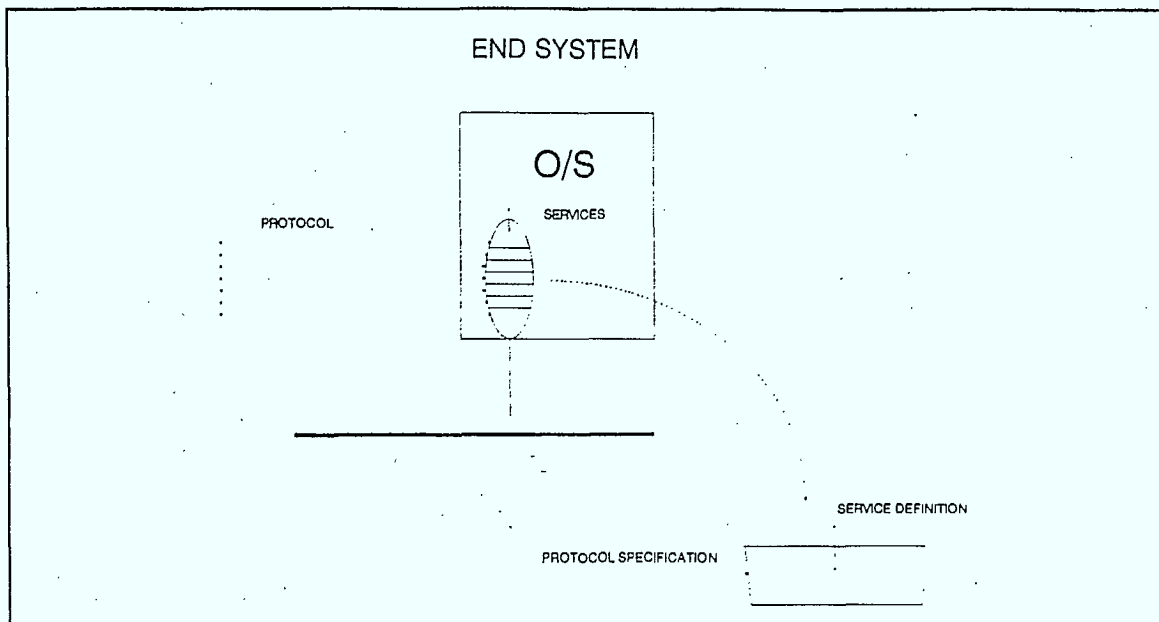 END SYSTEM
O/S
SERVICES
PROTOCOL
SERVICE DEFINITION
PROTOCOL SPECIFICATION